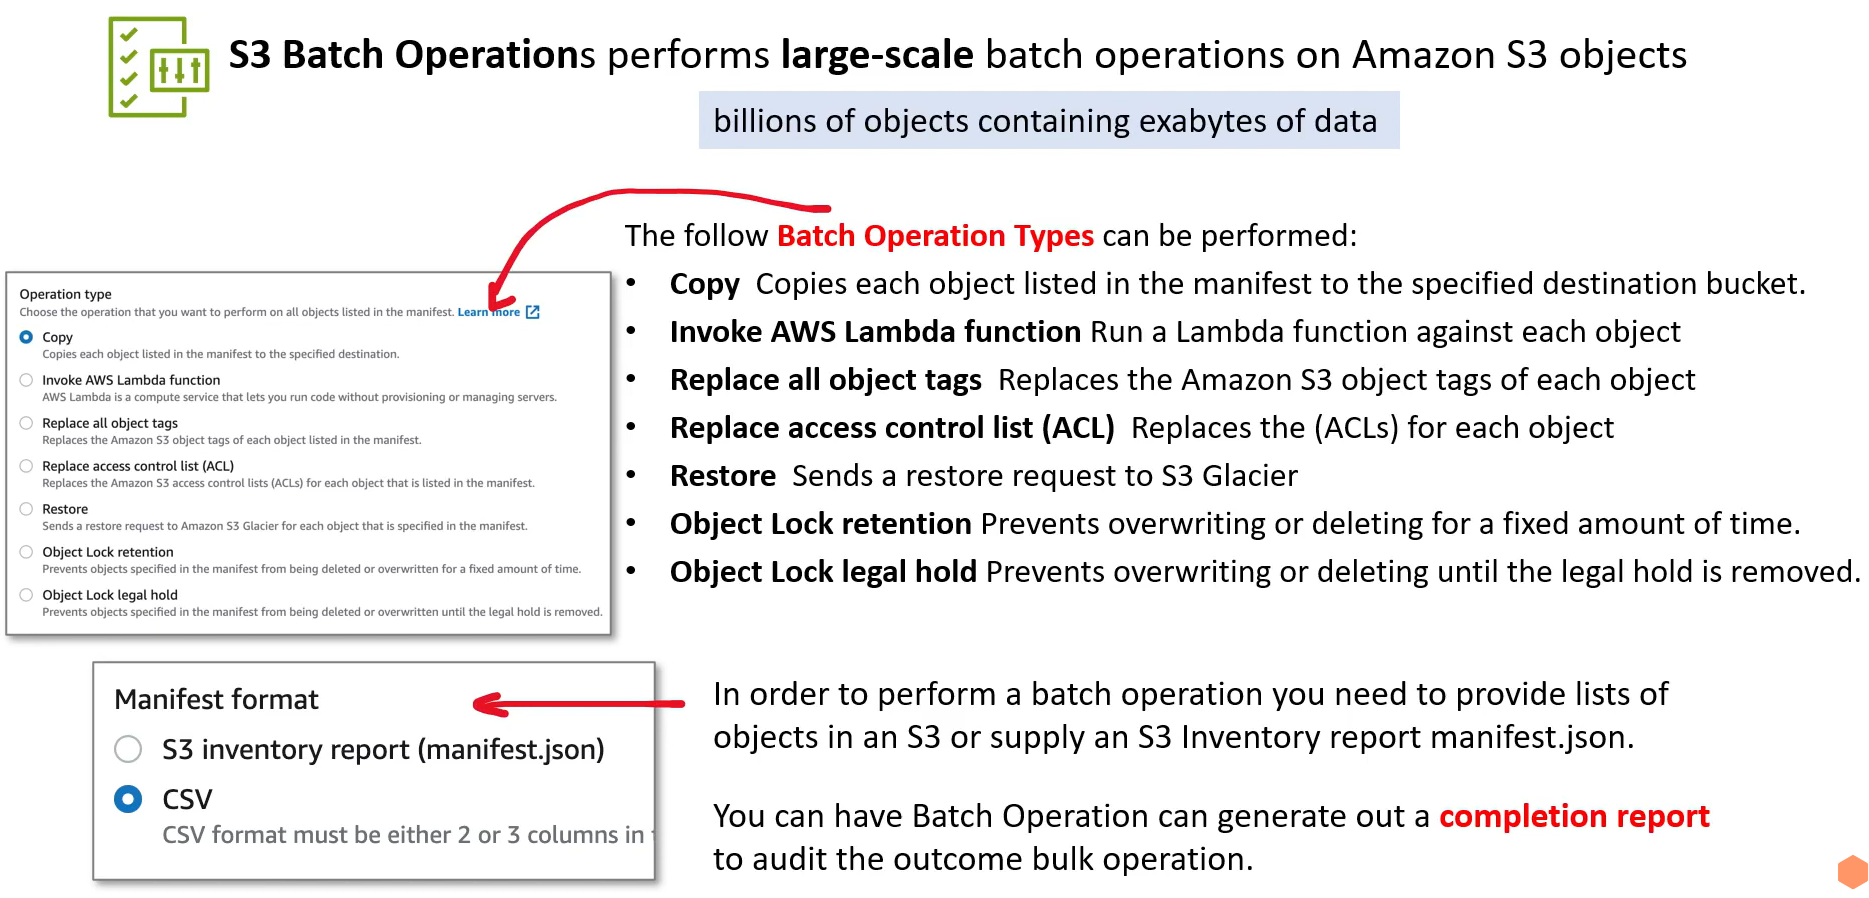 S3 Batch Operations performs large-scale batch operations on Amazon S3 objects
billions of objects containing exabytes of data
The follow Batch Operation Types can be performed:
• Copy Copies each object listed in the manifest to the specified destination bucket.
• Invoke AWS Lambda function Run a Lambda function against each object
• Replace all object tags Replaces the Amazon S3 object tags of each object
• Replace access control list (ACL) Replaces the (ACLs) for each object
• Restore Sends a restore request to S3 Glacier
• Object Lock retention Prevents overwriting or deleting for a fixed amount of time.
• Object Lock legal hold Prevents overwriting or deleting until the legal hold is removed.
Operation type
Choose the operation that you want to perform on all objects listed in the manifest. Learn more
Copy
Copies each object listed in the manifest to the specified destination.
Invoke AWS Lambda function
AWS Lambda is a compute service that lets you run code without provisioning or managing servers.
Replace all object tags
Replaces the Amazon S3 object tags of each object listed in the manifest.
Replace access control list (ACL)
Replaces the Amazon S3 access control lists (ACLs) for each object that is listed in the manifest.
Restore
Sends a restore request to Amazon S3 Glacier for each object that is specified in the manifest.
Object Lock retention
Prevents objects specified in the manifest from being deleted or overwritten for a fixed amount of time.
Object Lock legal hold
Prevents objects specified in the manifest from being deleted or overwritten until the legal hold is removed.
Manifest format
S3 inventory report (manifest.json)
CSV
CSV format must be either 2 or 3 columns in
In order to perform a batch operation you need to provide lists of
objects in an S3 or supply an S3 Inventory report manifest.json.
You can have Batch Operation can generate out a completion report
to audit the outcome bulk operation.